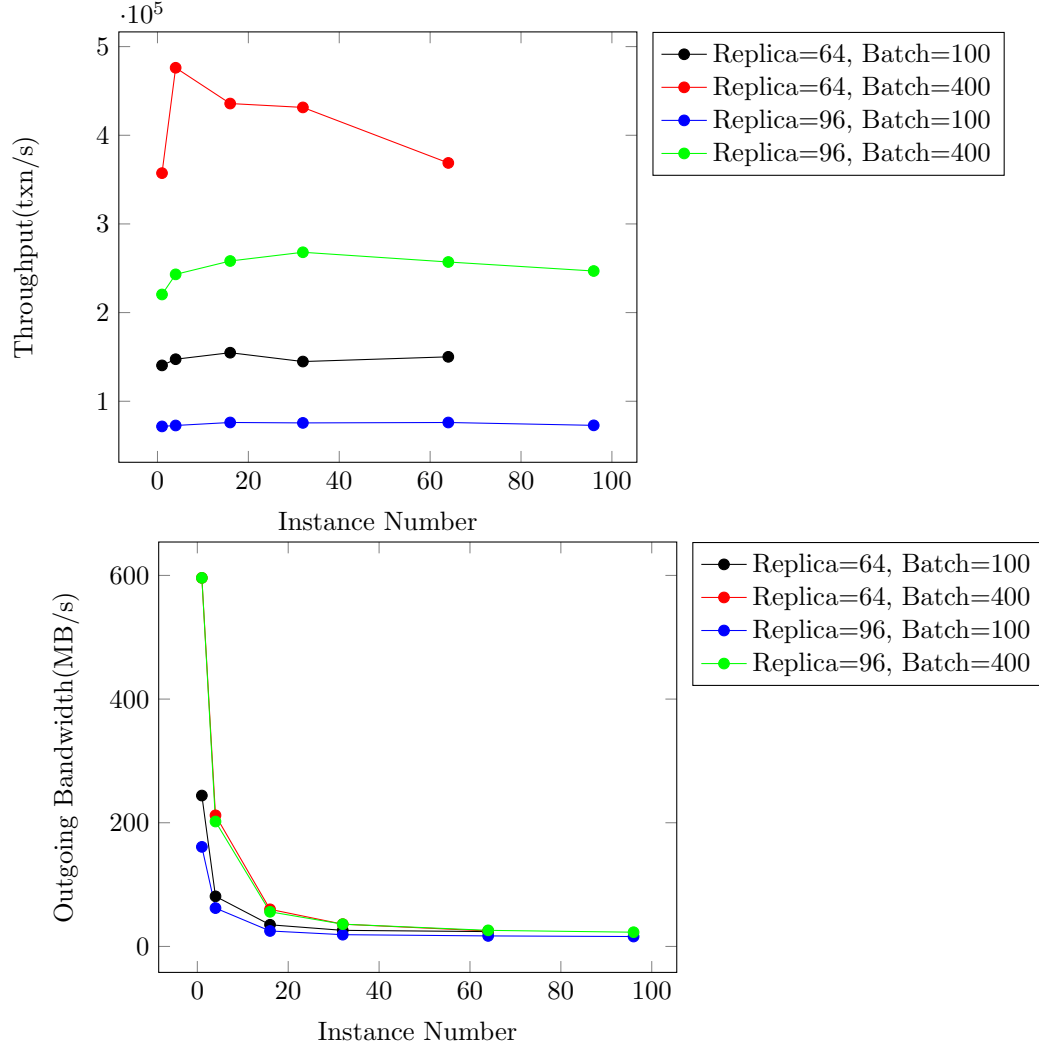 ·10⁵
5
4
3
2
1
Throughput(txn/s)
0
20
40
60
80
100
Instance Number
Replica=64, Batch=100
Replica=64, Batch=400
Replica=96, Batch=100
Replica=96, Batch=400
600
400
200
0
Outgoing Bandwidth(MB/s)
0
20
40
60
80
100
Instance Number
Replica=64, Batch=100
Replica=64, Batch=400
Replica=96, Batch=100
Replica=96, Batch=400